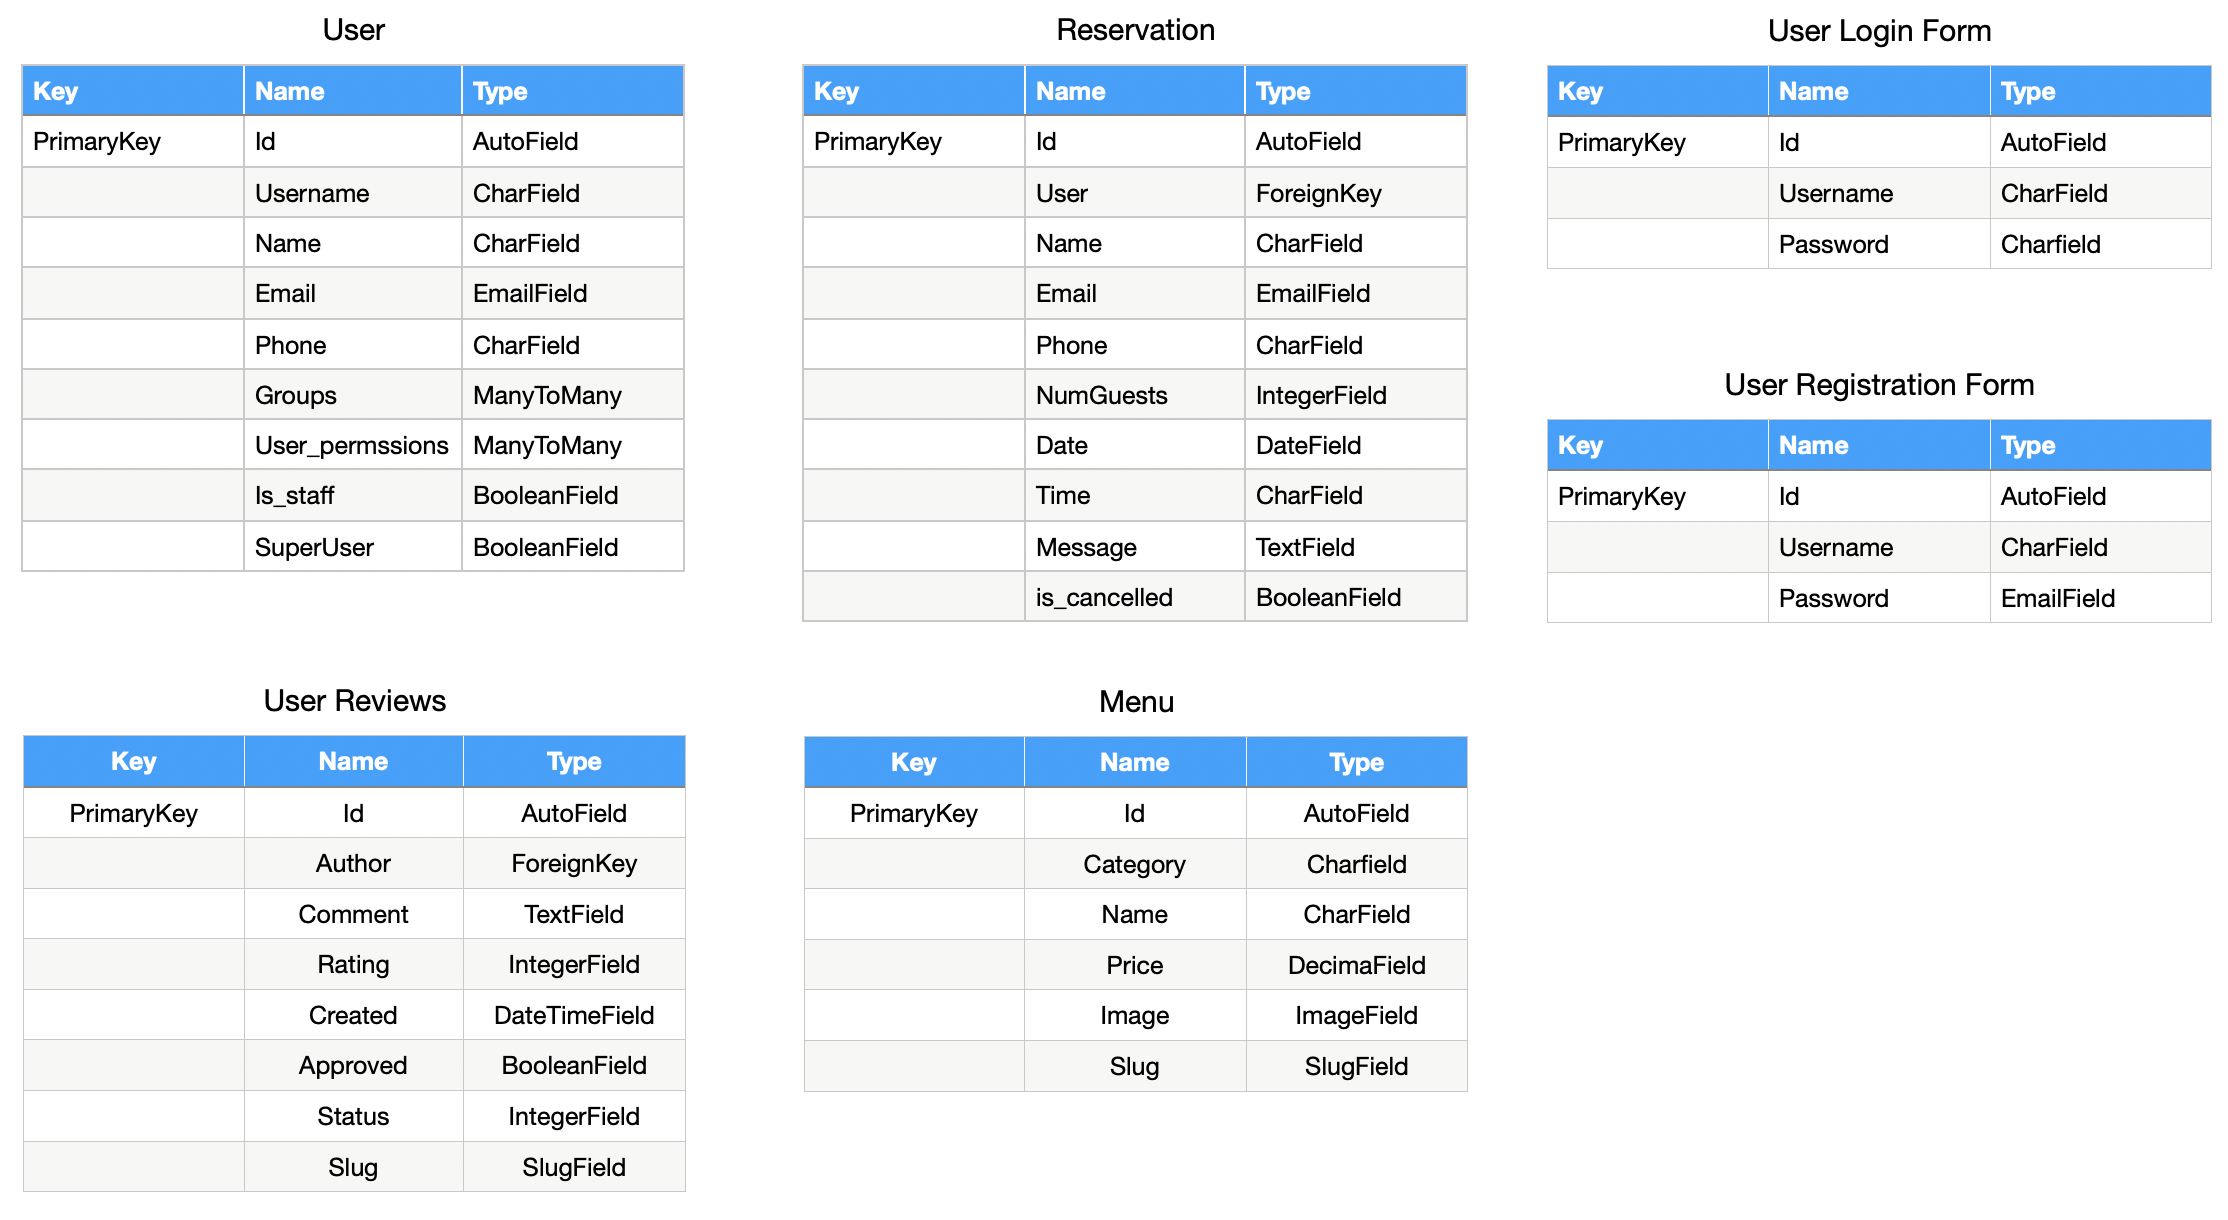 User
Key Name Type
PrimaryKey Id AutoField
Username CharField
Name CharField
Email EmailField
Phone CharField
Groups ManyToMany
User_permssions ManyToMany
Is_staff BooleanField
SuperUser BooleanField
Reservation
Key Name Type
PrimaryKey Id AutoField
User ForeignKey
Name CharField
Email EmailField
Phone CharField
NumGuests IntegerField
Date DateField
Time CharField
Message TextField
is_cancelled BooleanField
User Login Form
Key Name Type
PrimaryKey Id AutoField
Username CharField
Password Charfield
User Registration Form
Key Name Type
PrimaryKey Id AutoField
Username CharField
Password EmailField
User Reviews
Key Name Type
PrimaryKey Id AutoField
Author ForeignKey
Comment TextField
Rating IntegerField
Created DateTimeField
Approved BooleanField
Status IntegerField
Slug SlugField
Menu
Key Name Type
PrimaryKey Id AutoField
Category Charfield
Name CharField
Price DecimaField
Image ImageField
Slug SlugField